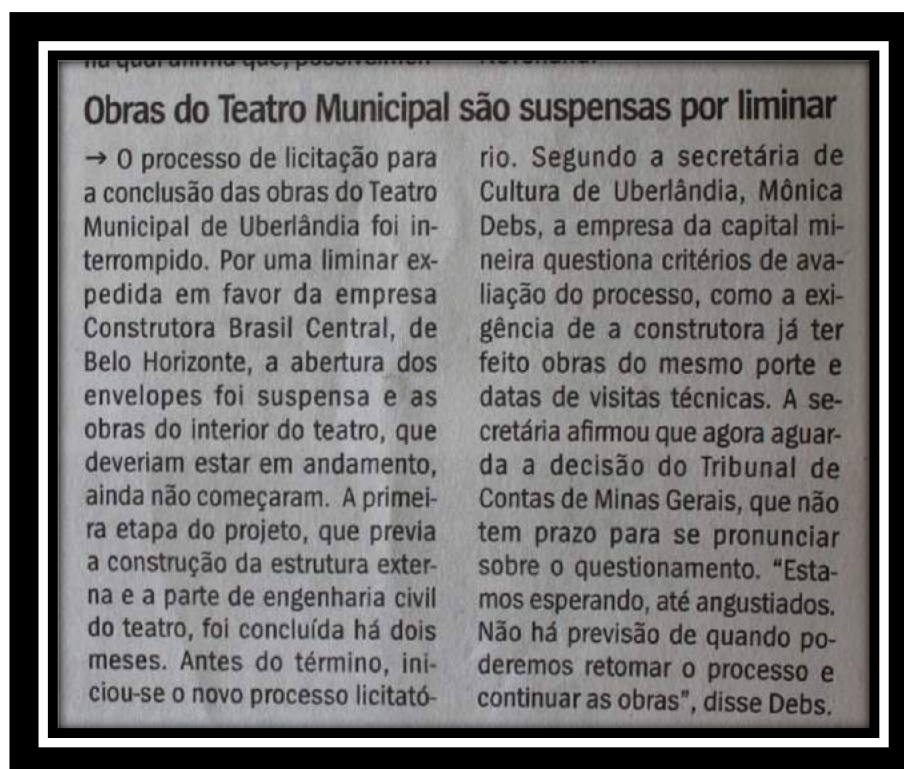 Obras do Teatro Municipal são suspensas por liminar
→ O processo de licitação para
a conclusão das obras do Teatro
Municipal de Uberlândia foi in-
terrompido. Por uma liminar ex-
pedida em favor da empresa
Construtora Brasil Central, de
Belo Horizonte, a abertura dos
envelopes foi suspensa e as
obras do interior do teatro, que
deveriam estar em andamento,
ainda não começaram. A primei-
ra etapa do projeto, que previa
a construção da estrutura exter-
na e a parte de engenharia civil
do teatro, foi concluída há dois
meses. Antes do término, ini-
ciou-se o novo processo licitató-
rio. Segundo a secretária de
Cultura de Uberlândia, Mônica
Debs, a empresa da capital mi-
neira questiona critérios de ava-
liação do processo, como a exi-
gência de a construtora já ter
feito obras do mesmo porte e
datas de visitas técnicas. A se-
cretária afirmou que agora aguar-
da a decisão do Tribunal de
Contas de Minas Gerais, que não
tem prazo para se pronunciar
sobre o questionamento. “Esta-
mos esperando, até angustiados.
Não há previsão de quando po-
deremos retomar o processo e
continuar as obras”, disse Debs.